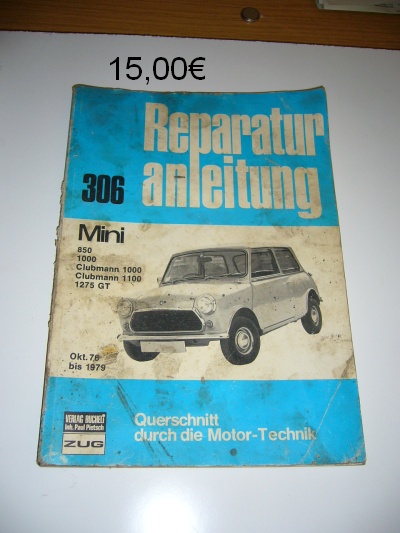 15,00€
Reparatur
anleitung
306
Mini
850
1000
Clubmann 1000
Clubmann 1100
1275 GT
Okt. 76
bis 1979
VERLAG BUCHELI
Inh. Paul Pietsch
ZUG
Querschnitt
durch die Motor-Technik